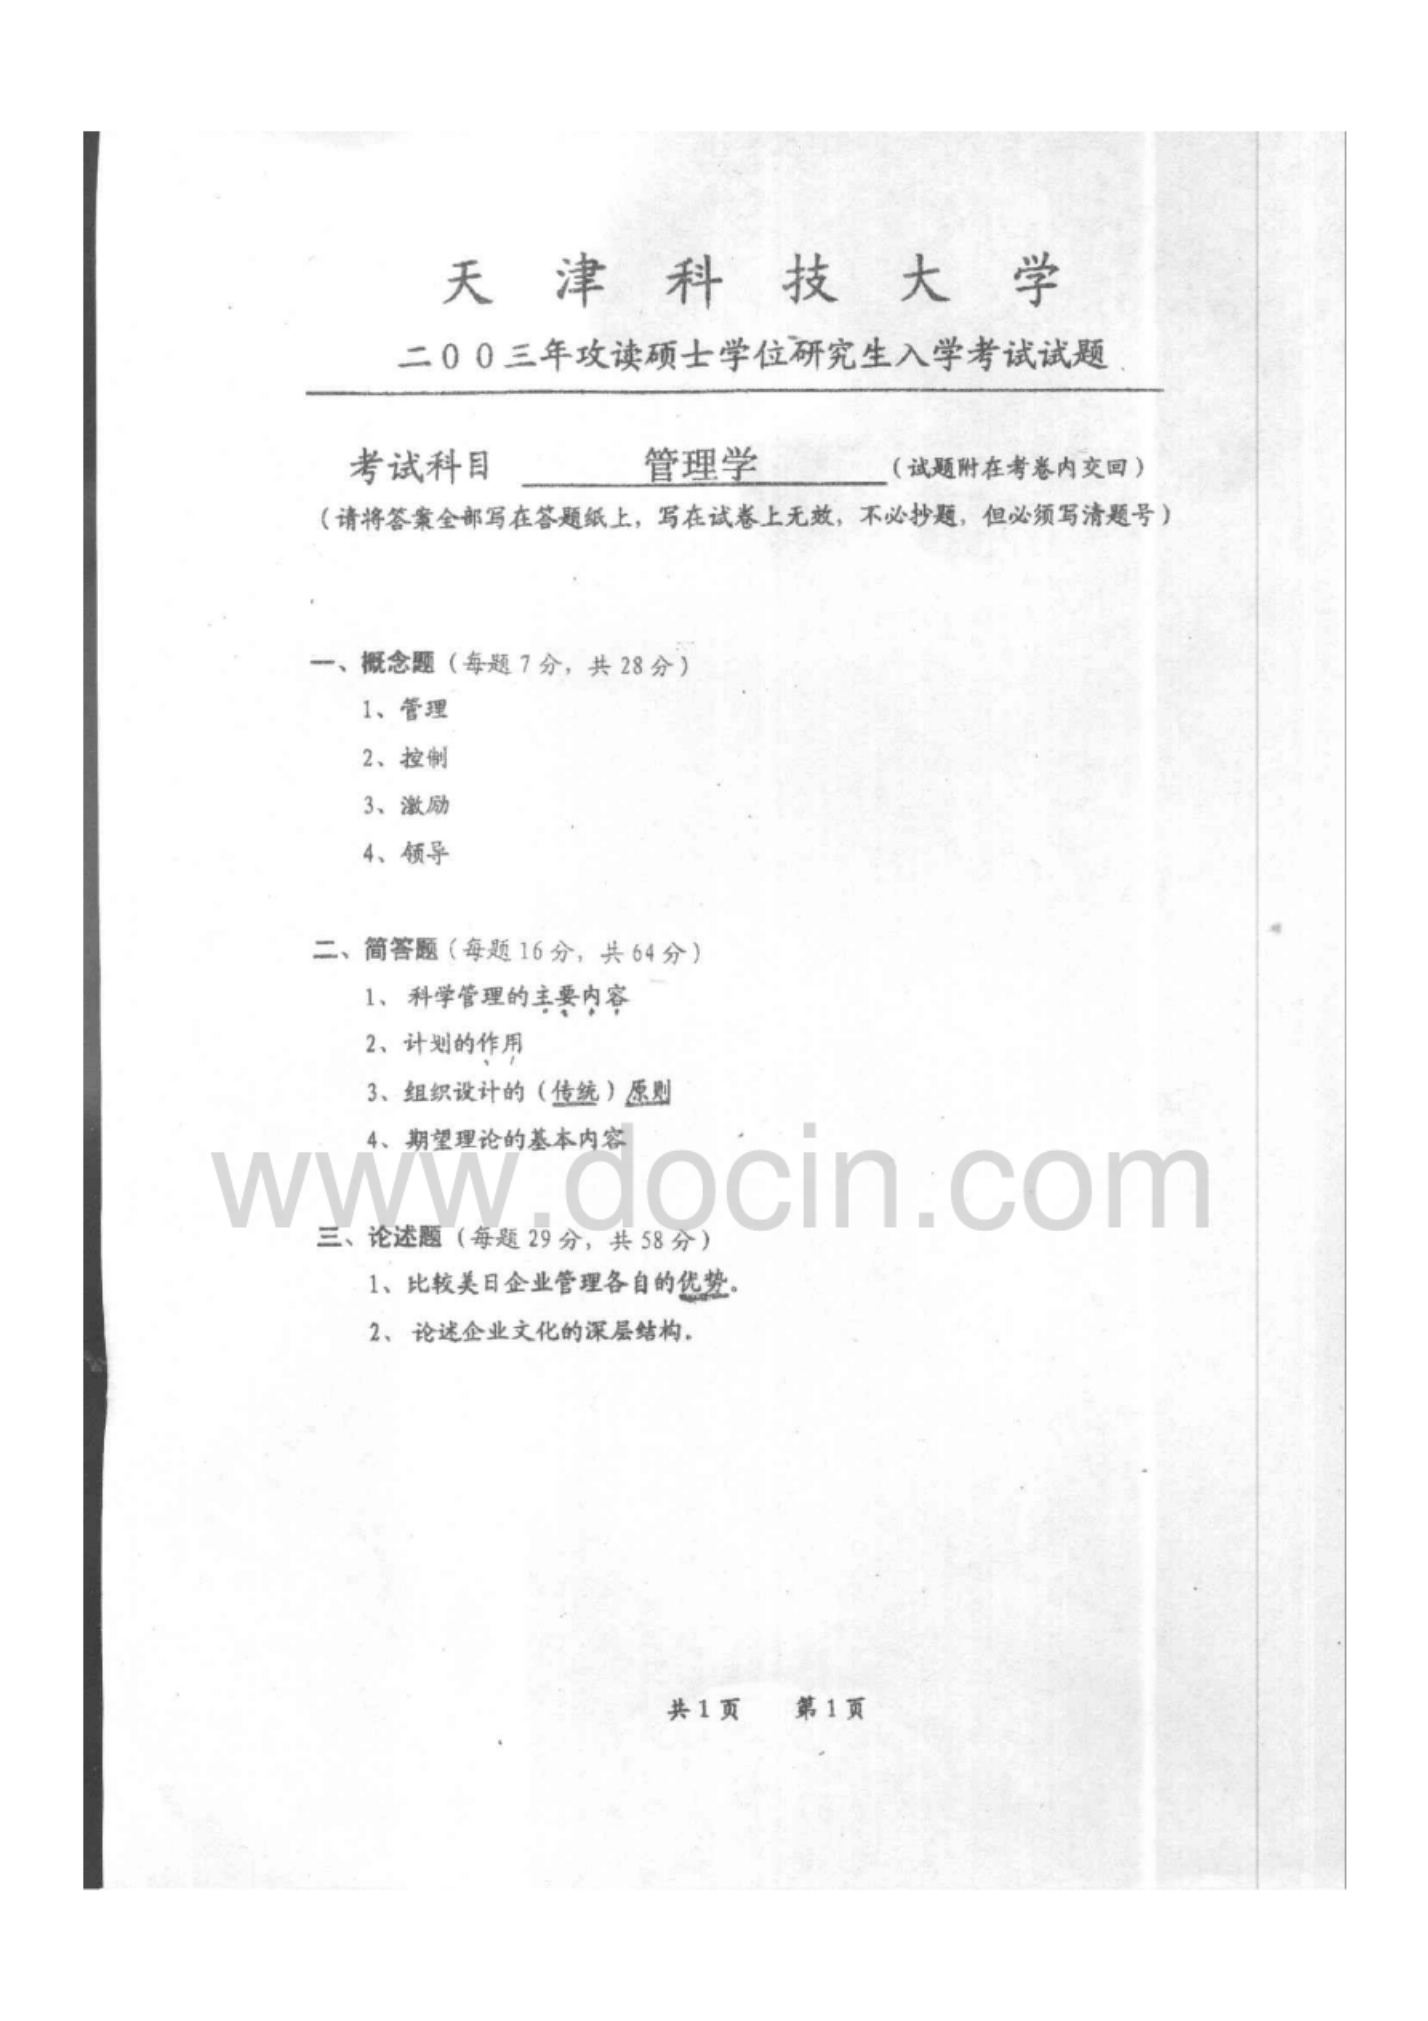 天津科技大学
二00三年攻读硕士学位研究生入学考试试题
考试科目 管理学 (试题附在考卷内交回)
(请将答案全部写在答题纸上，写在试卷上无效，不必抄题，但必须写清题号)
一、概念题(每题7分，共28分)
1、管理
2、控制
3、激励
4、领导
二、简答题(每题16分，共64分)
1、科学管理的主要内容
2、计划的作用
3、组织设计的(传统)原则
4、期望理论的基本内容
www.docin.com
三、论述题(每题29分，共58分)
1、比较美日企业管理各自的优势。
2、论述企业文化的深层结构.
共1页 第1页